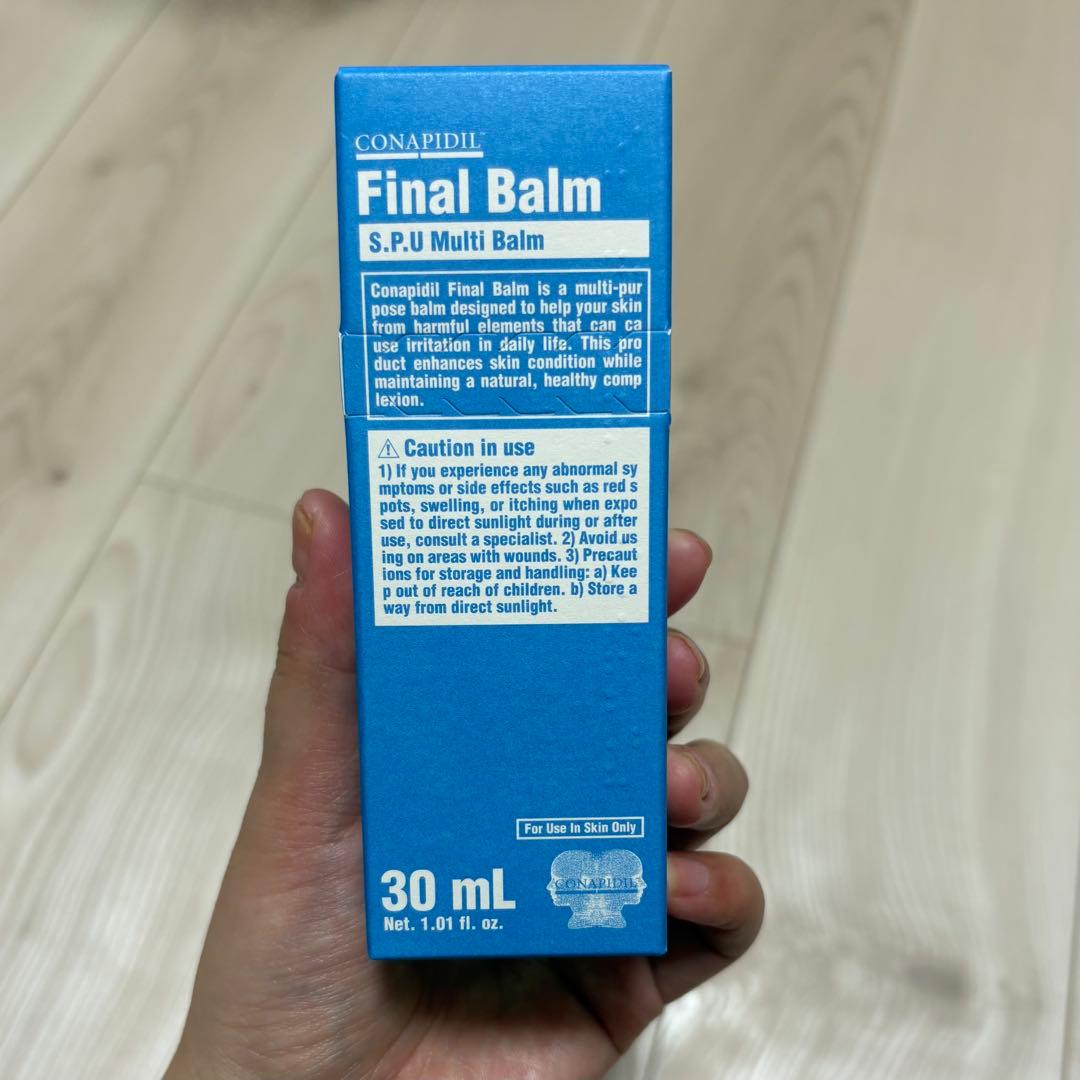 CONAPIDIL™
Final Balm
S.P.U Multi Balm
Conapidil Final Balm is a multi-pur
pose balm designed to help your skin
from harmful elements that can ca
use irritation in daily life. This pro
duct enhances skin condition while
maintaining a natural, healthy comp
lexion.
⚠ Caution in use
1) If you experience any abnormal sy
mptoms or side effects such as red s
pots, swelling, or itching when expo
sed to direct sunlight during or after
use, consult a specialist. 2) Avoid us
ing on areas with wounds. 3) Precaut
ions for storage and handling: a) Kee
p out of reach of children. b) Store a
way from direct sunlight.
For Use In Skin Only
CONAPIDIL
30 mL
Net. 1.01 fl. oz.